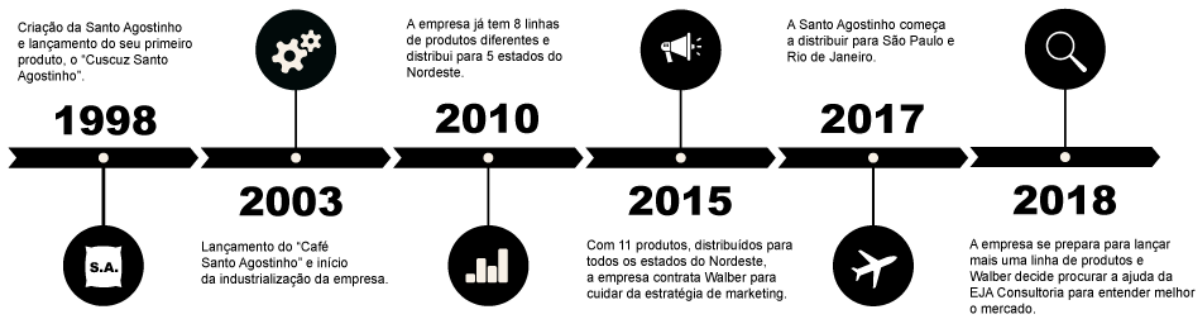 Criação da Santo Agostinho
e lançamento do seu primeiro
produto, o “Cuscuz Santo
Agostinho”.
1998
S.A.
2003
Lançamento do “Café
Santo Agostinho” e início
da industrialização da empresa.
A empresa já tem 8 linhas
de produtos diferentes e
distribui para 5 estados do
Nordeste.
2010
2015
Com 11 produtos, distribuídos para
todos os estados do Nordeste,
a empresa contrata Walber para
cuidar da estratégia de marketing.
A Santo Agostinho começa
a distribuir para São Paulo e
Rio de Janeiro.
2017
2018
A empresa se prepara para lançar
mais uma linha de produtos e
Walber decide procurar a ajuda da
EJA Consultoria para entender melhor
o mercado.